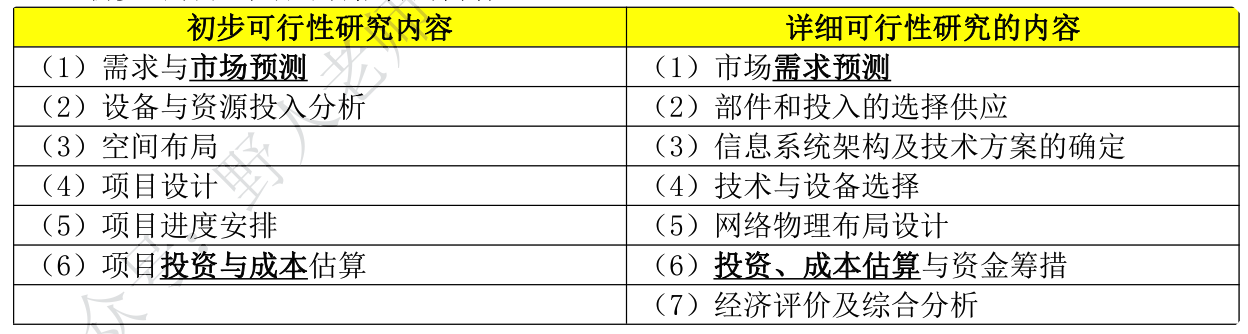 初步可行性研究内容 详细可行性研究的内容
（1）需求与市场预测 （1）市场需求预测
（2）设备与资源投入分析 （2）部件和投入的选择供应
（3）空间布局 （3）信息系统架构及技术方案的确定
（4）项目设计 （4）技术与设备选择
（5）项目进度安排 （5）网络物理布局设计
（6）项目投资与成本估算 （6）投资、成本估算与资金筹措
（7）经济评价及综合分析
众号：野人老师